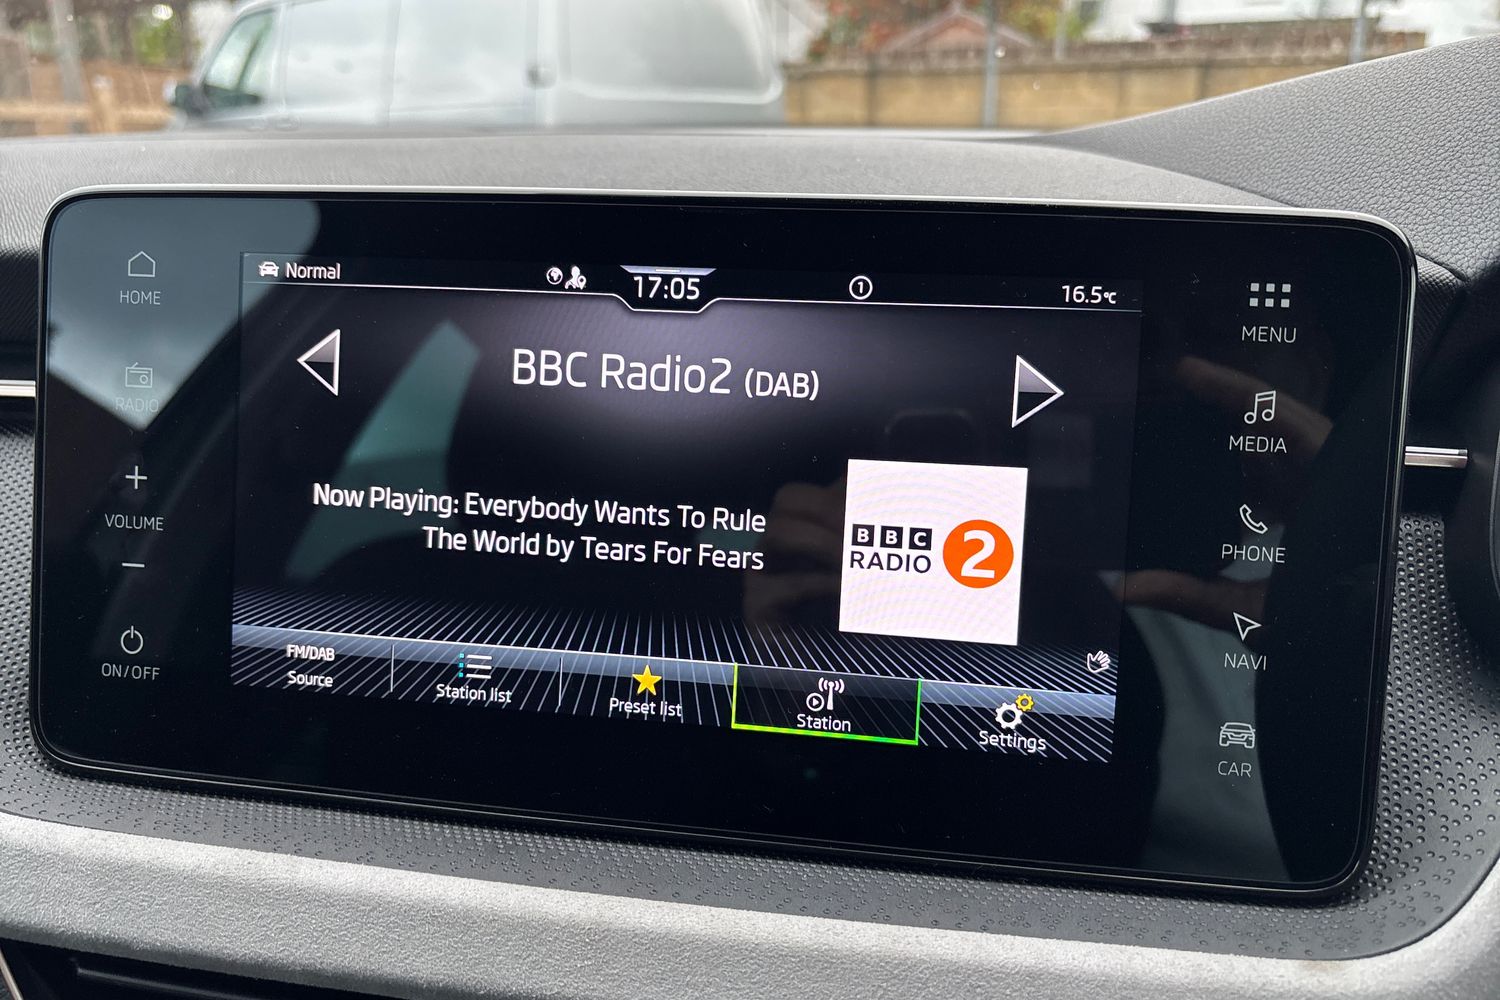 Normal
17:05
1
16.5°C
HOME
RADIO
VOLUME
ON/OFF
BBC Radio2 (DAB)
Now Playing: Everybody Wants To Rule
The World by Tears For Fears
BBC
RADIO
2
FM/DAB
Source
Station list
Preset list
Station
Settings
MENU
MEDIA
PHONE
NAVI
CAR